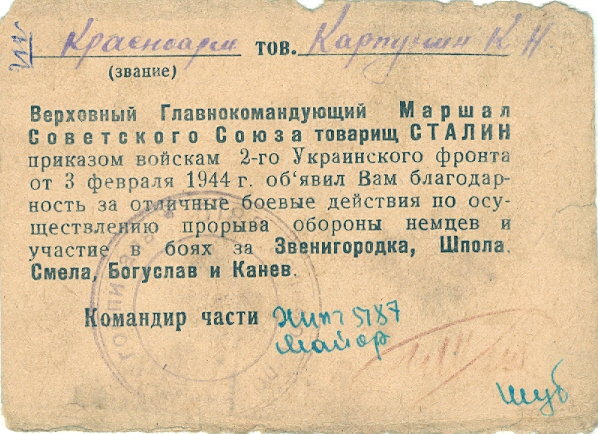 Красноарм тов. Карпушин К Н
(звание)
Верховный Главнокомандующий Маршал
Советского Союза товарищ СТАЛИН
приказом войскам 2-го Украинского фронта
от 3 февраля 1944 г. об‘явил Вам благодар-
ность за отличные боевые действия по осу-
ществлению прорыва обороны немцев и
участие в боях за Звенигородка, Шпола.
Смела, Богуслав и Канев.
Командир части
майор